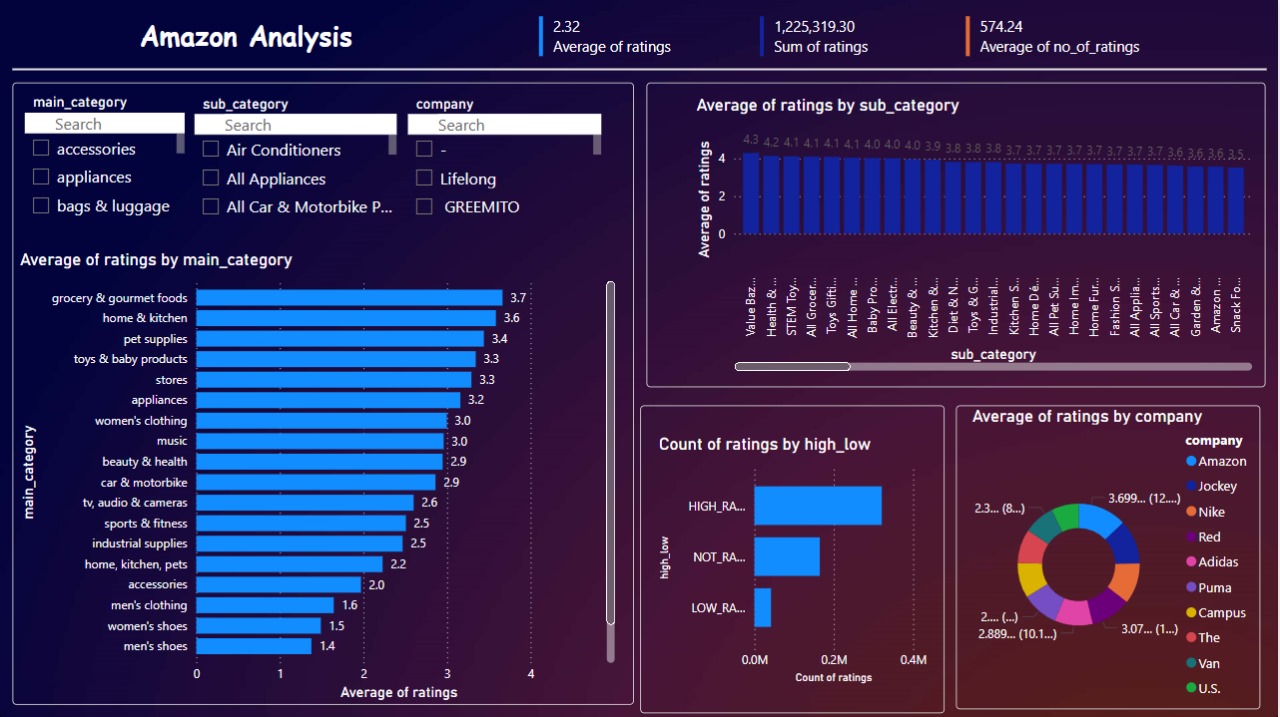 Amazon Analysis
2.32
Average of ratings
1,225,319.30
Sum of ratings
574.24
Average of no_of_ratings
main_category
Search
accessories
appliances
bags & luggage
sub_category
Search
Air Conditioners
All Appliances
All Car & Motorbike P...
company
Search
-
Lifelong
GREEMITO
Average of ratings by main_category
main_category
grocery & gourmet foods 3.7
home & kitchen 3.6
pet supplies 3.4
toys & baby products 3.3
stores 3.3
appliances 3.2
women's clothing 3.0
music 3.0
beauty & health 2.9
car & motorbike 2.9
tv, audio & cameras 2.6
sports & fitness 2.5
industrial supplies 2.5
home, kitchen, pets 2.2
accessories 2.0
men's clothing 1.6
women's shoes 1.5
men's shoes 1.4
0 1 2 3 4
Average of ratings
Average of ratings by sub_category
Average of ratings
4
2
0
4.3 4.2 4.1 4.1 4.1 4.1 4.0 4.0 4.0 3.9 3.8 3.8 3.8 3.7 3.7 3.7 3.7 3.7 3.7 3.7 3.7 3.6 3.6 3.6 3.5
Value Baz...
Health & ...
STEM Toy...
All Grocer...
Toys Gifti...
All Home ...
Baby Pro...
All Electr...
Beauty & ...
Kitchen &...
Diet & N...
Toys & G...
Industrial...
Kitchen S...
Home Dé...
All Pet Su...
Home Im...
Home Fur...
Fashion S...
All Applia...
All Sports...
All Car & ...
Garden &...
Amazon ...
Snack Fo...
sub_category
Count of ratings by high_low
high_low
HIGH_RA...
NOT_RA...
LOW_RA...
0.0M 0.2M 0.4M
Count of ratings
Average of ratings by company
3.699... (12....)
2.3... (8...)
2.... (...)
2.889... (10.1...)
3.07... (1...)
company
Amazon
Jockey
Nike
Red
Adidas
Puma
Campus
The
Van
U.S.